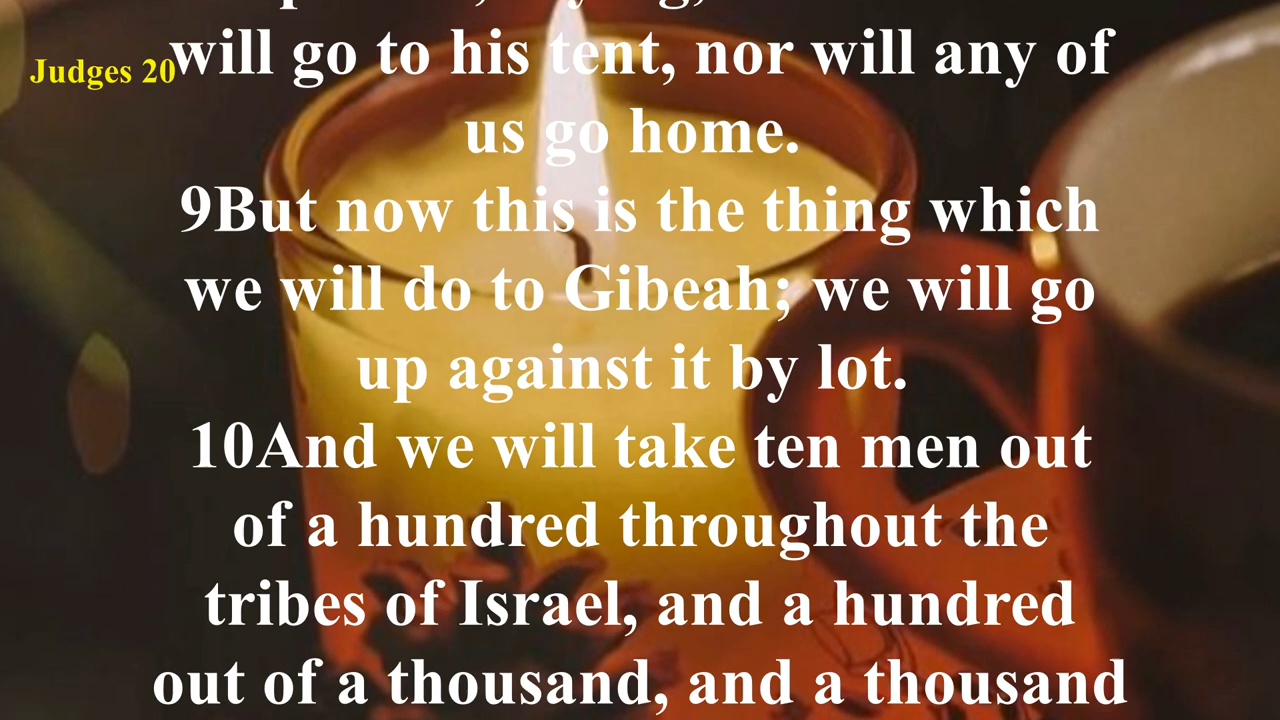 Judges 20
will go to his tent, nor will any of
us go home.
9But now this is the thing which
we will do to Gibeah; we will go
up against it by lot.
10And we will take ten men out
of a hundred throughout the
tribes of Israel, and a hundred
out of a thousand, and a thousand